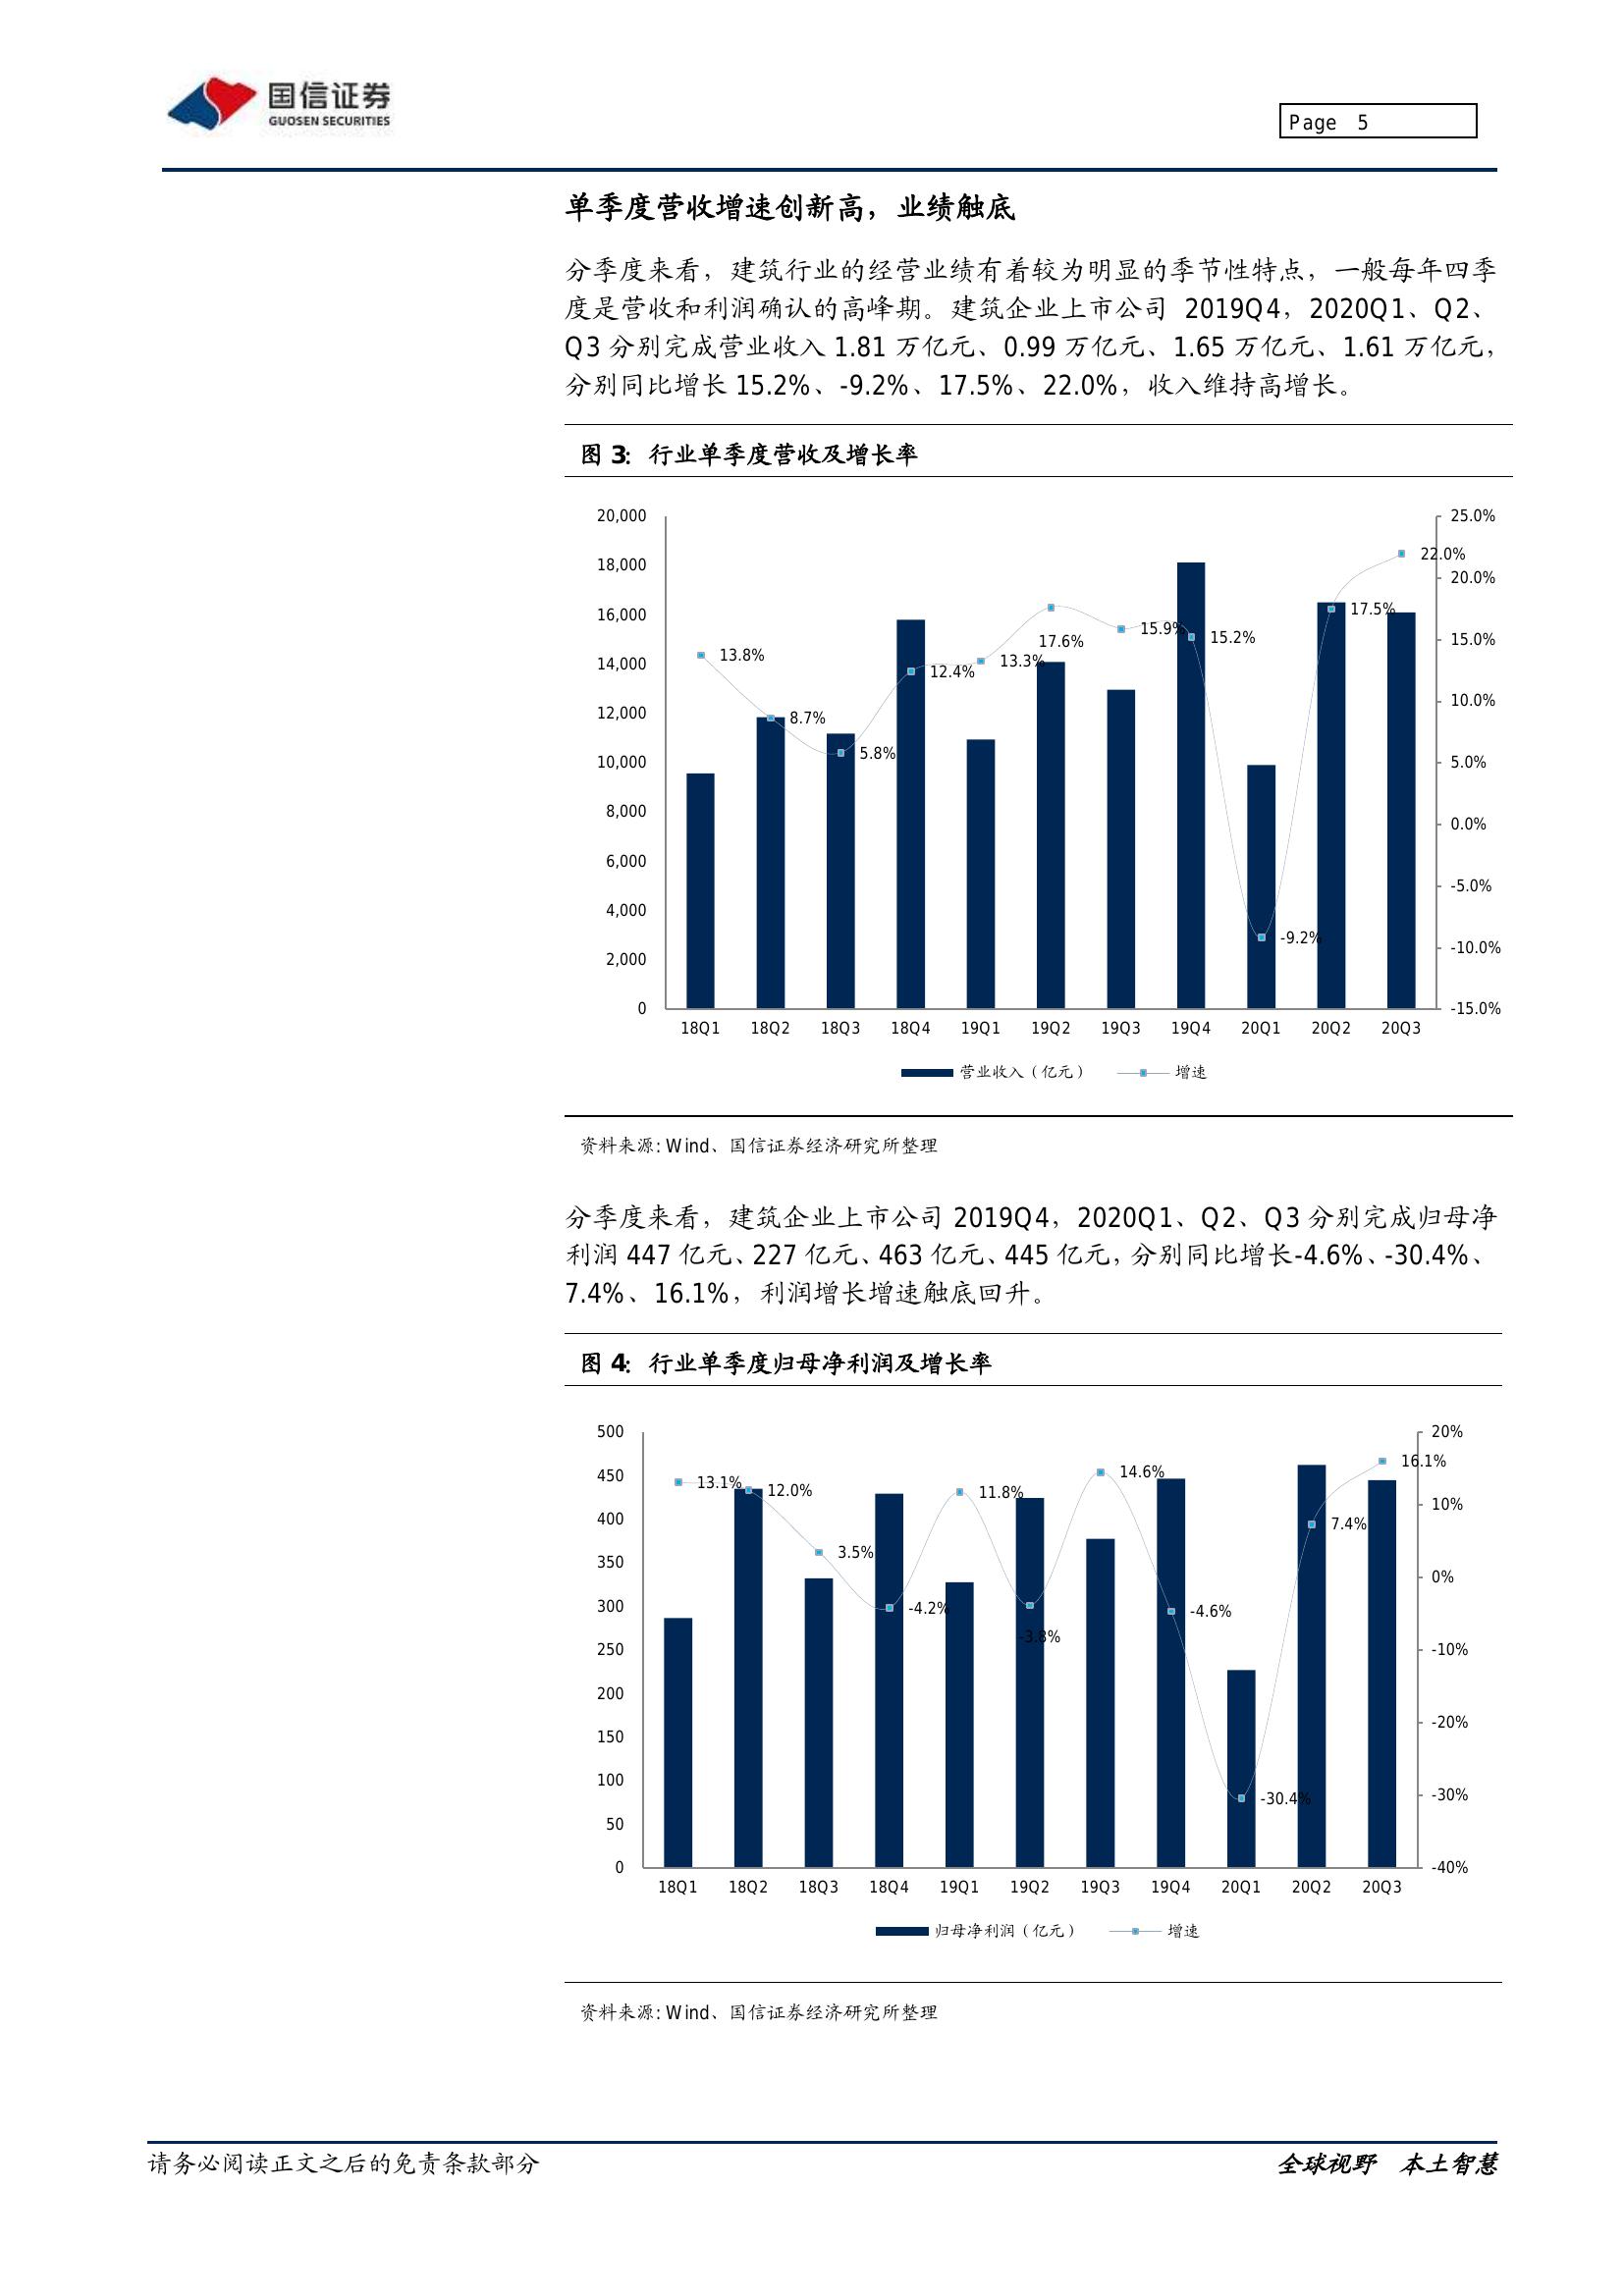 国信证券
GUOSEN SECURITIES
Page 5
单季度营收增速创新高，业绩触底
分季度来看，建筑行业的经营业绩有着较为明显的季节性特点，一般每年四季
度是营收和利润确认的高峰期。建筑企业上市公司 2019Q4，2020Q1、Q2、
Q3 分别完成营业收入 1.81 万亿元、0.99 万亿元、1.65 万亿元、1.61 万亿元，
分别同比增长 15.2%、-9.2%、17.5%、22.0%，收入维持高增长。
图 3：行业单季度营收及增长率
20,000
18,000
16,000
14,000
12,000
10,000
8,000
6,000
4,000
2,000
0
25.0%
20.0%
15.0%
10.0%
5.0%
0.0%
-5.0%
-10.0%
-15.0%
13.8%
8.7%
5.8%
12.4%
13.3%
17.6%
15.9%
15.2%
-9.2%
17.5%
22.0%
18Q1 18Q2 18Q3 18Q4 19Q1 19Q2 19Q3 19Q4 20Q1 20Q2 20Q3
营业收入（亿元） 增速
资料来源: Wind、国信证券经济研究所整理
分季度来看，建筑企业上市公司 2019Q4，2020Q1、Q2、Q3 分别完成归母净
利润 447 亿元、227 亿元、463 亿元、445 亿元，分别同比增长-4.6%、-30.4%、
7.4%、16.1%，利润增长增速触底回升。
图 4：行业单季度归母净利润及增长率
500
450
400
350
300
250
200
150
100
50
0
20%
10%
0%
-10%
-20%
-30%
-40%
13.1%
12.0%
3.5%
-4.2%
11.8%
-3.8%
14.6%
-4.6%
-30.4%
7.4%
16.1%
18Q1 18Q2 18Q3 18Q4 19Q1 19Q2 19Q3 19Q4 20Q1 20Q2 20Q3
归母净利润（亿元） 增速
资料来源: Wind、国信证券经济研究所整理
请务必阅读正文之后的免责条款部分
全球视野 本土智慧